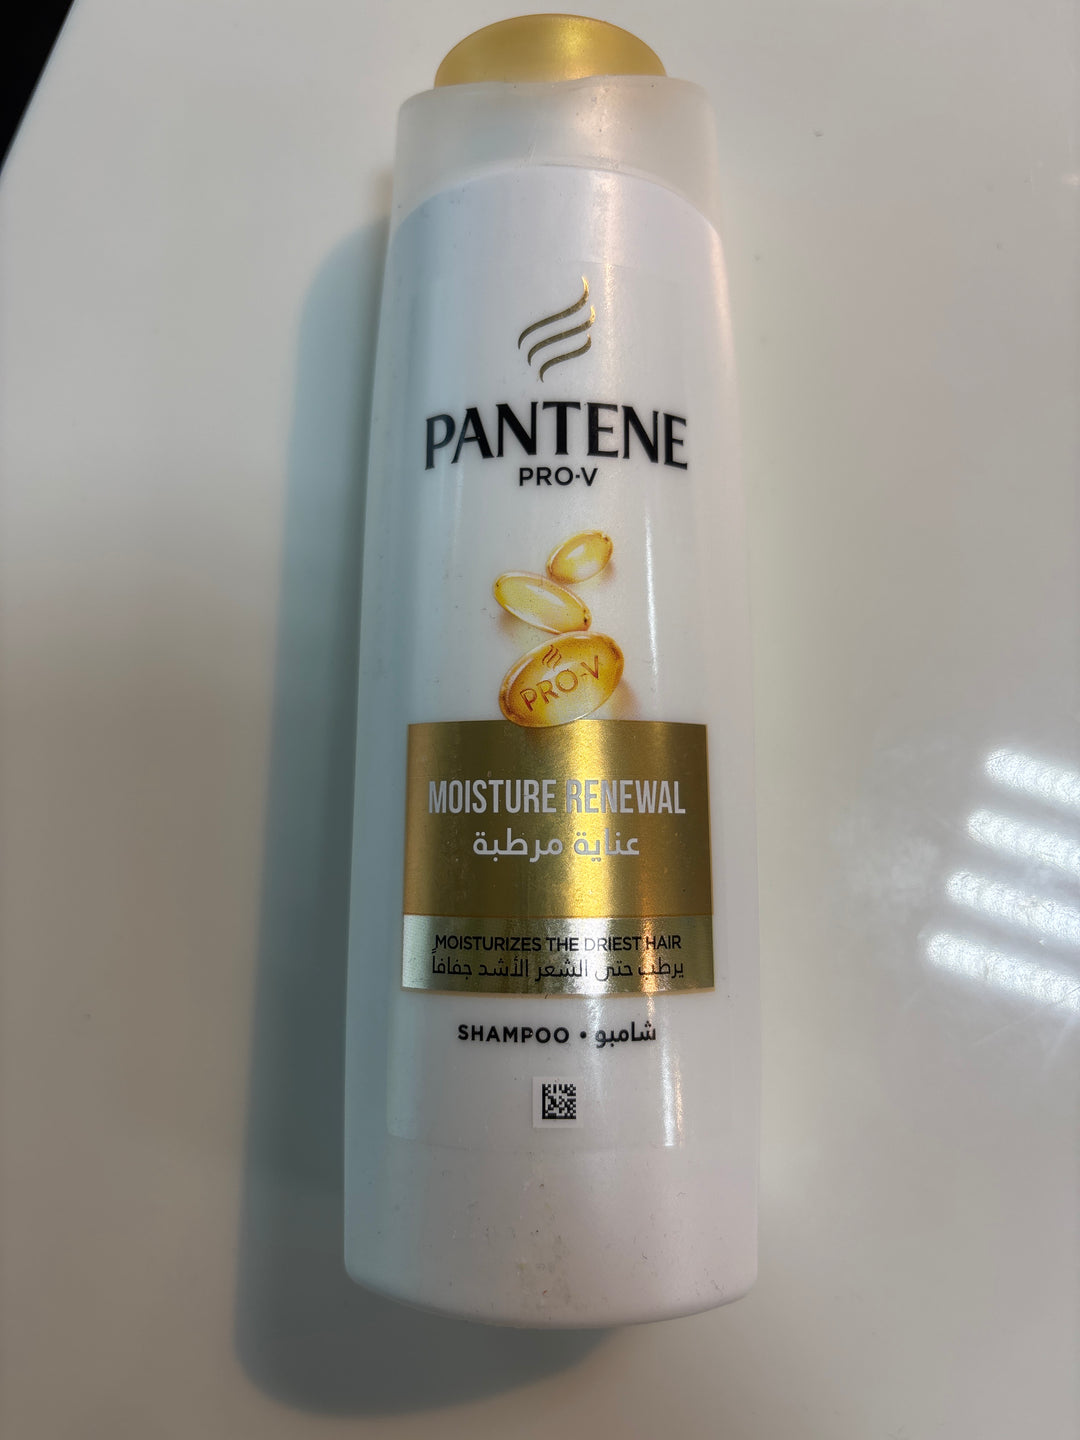 PANTENE
PRO-V
PRO-V
MOISTURE RENEWAL
عناية مرطبة
MOISTURIZES THE DRIEST HAIR
يرطب حتى الشعر الأشد جفافاً
SHAMPOO • شامبو